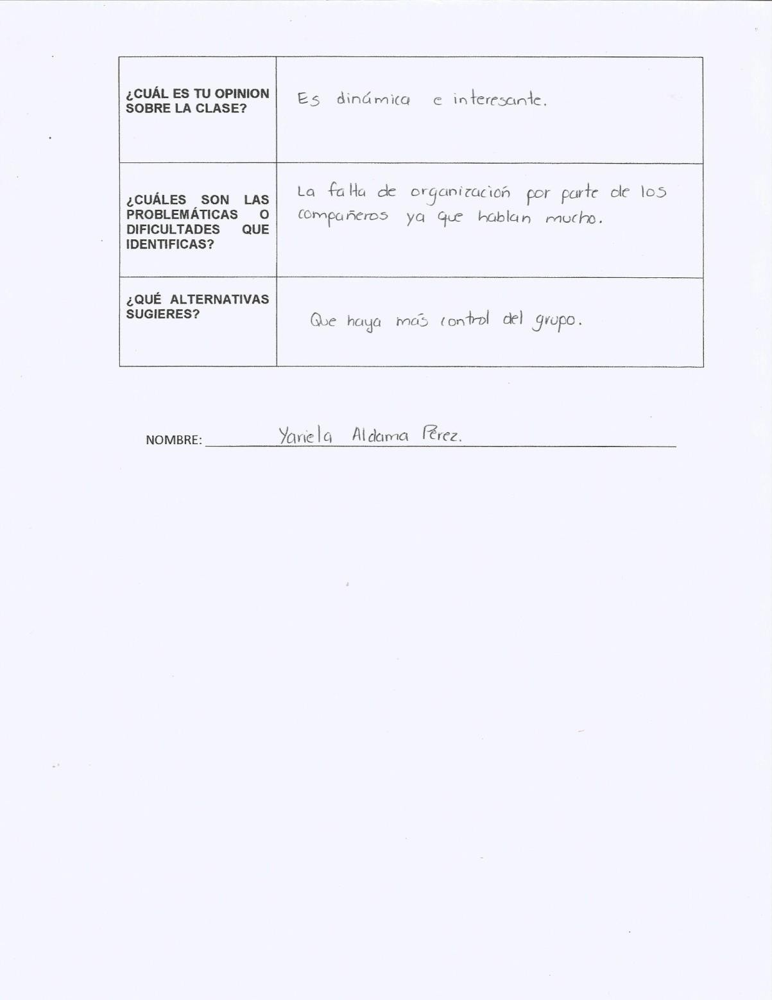 ¿CUÁL ES TU OPINION
SOBRE LA CLASE?
Es dinámica e interesante.
¿CUÁLES SON LAS
PROBLEMÁTICAS O
DIFICULTADES QUE
IDENTIFICAS?
La falta de organización por parte de los
compañeros ya que hablan mucho.
¿QUÉ ALTERNATIVAS
SUGIERES?
Que haya más control del grupo.
NOMBRE: Yariela Aldama Pérez.